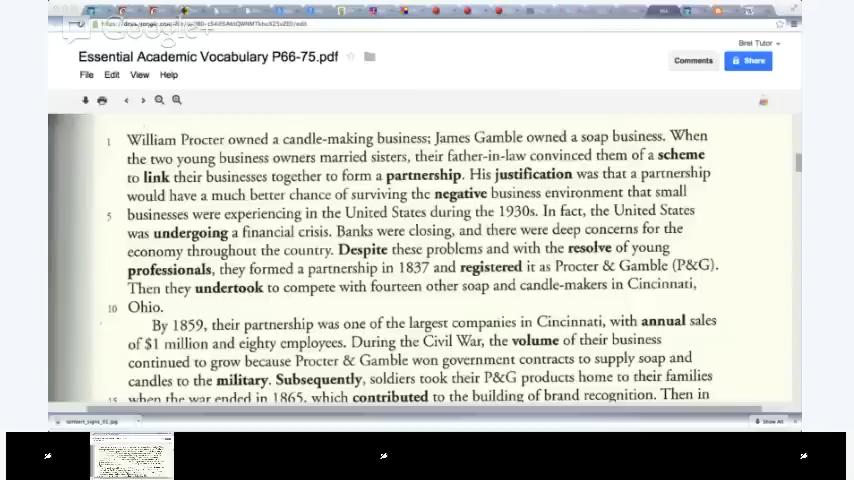 Google+
Bret Tutor
Essential Academic Vocabulary P66-75.pdf
Comments
Share
File Edit View Help
1 William Procter owned a candle-making business; James Gamble owned a soap business. When
the two young business owners married sisters, their father-in-law convinced them of a scheme
to link their businesses together to form a partnership. His justification was that a partnership
would have a much better chance of surviving the negative business environment that small
5 businesses were experiencing in the United States during the 1930s. In fact, the United States
was undergoing a financial crisis. Banks were closing, and there were deep concerns for the
economy throughout the country. Despite these problems and with the resolve of young
professionals, they formed a partnership in 1837 and registered it as Procter & Gamble (P&G).
Then they undertook to compete with fourteen other soap and candle-makers in Cincinnati,
10 Ohio.
By 1859, their partnership was one of the largest companies in Cincinnati, with annual sales
of $1 million and eighty employees. During the Civil War, the volume of their business
continued to grow because Procter & Gamble won government contracts to supply soap and
candles to the military. Subsequently, soldiers took their P&G products home to their families
15 when the war ended in 1865, which contributed to the building of brand recognition. Then in
Show All